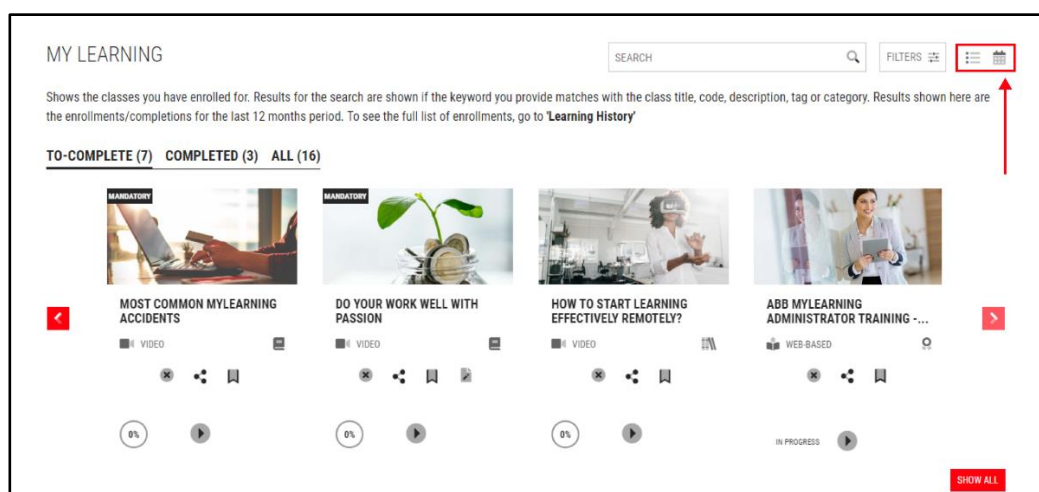 MY LEARNING
SEARCH
FILTERS
Shows the classes you have enrolled for. Results for the search are shown if the keyword you provide matches with the class title, code, description, tag or category. Results shown here are
the enrollments/completions for the last 12 months period. To see the full list of enrollments, go to 'Learning History'
TO-COMPLETE (7) COMPLETED (3) ALL (16)
MANDATORY
MANDATORY
MOST COMMON MYLEARNING
ACCIDENTS
VIDEO
0%
DO YOUR WORK WELL WITH
PASSION
VIDEO
0%
HOW TO START LEARNING
EFFECTIVELY REMOTELY?
VIDEO
0%
ABB MYLEARNING
ADMINISTRATOR TRAINING -...
WEB-BASED
IN PROGRESS
SHOW ALL